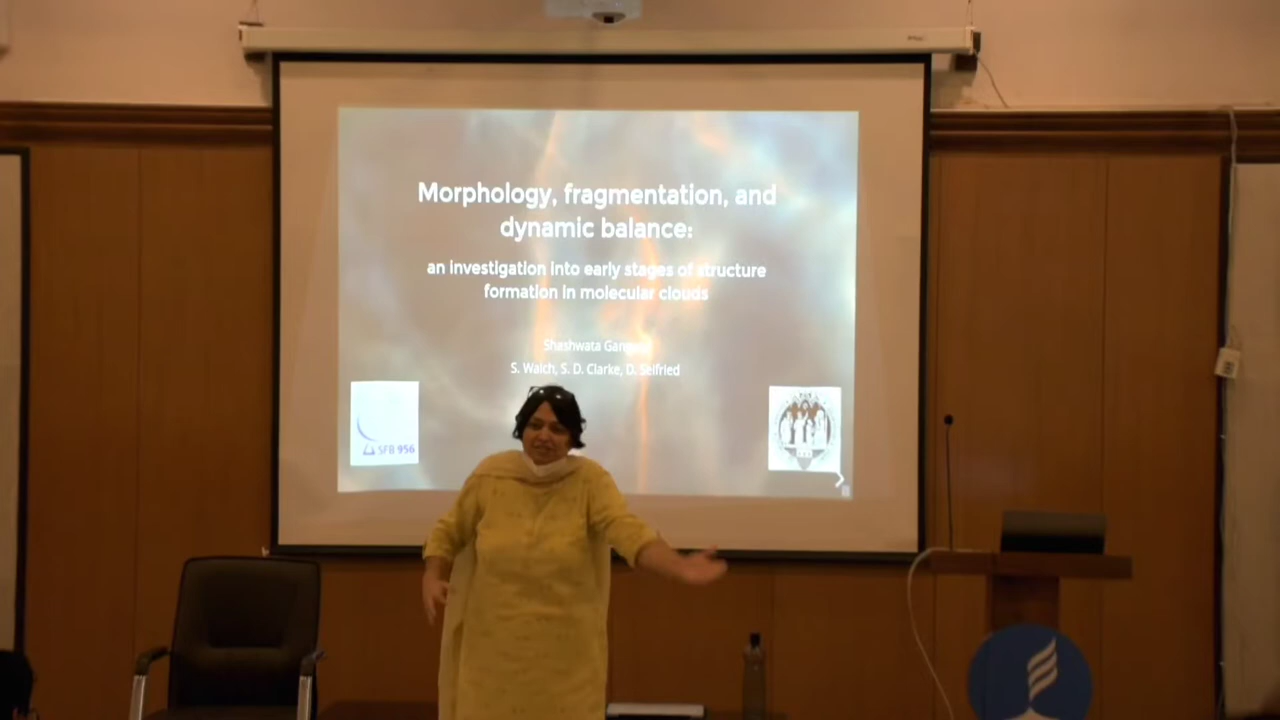 Morphology, fragmentation, and
dynamic balance:
an investigation into early stages of structure
formation in molecular clouds
Shashwata
S. Walch, S. D. Clarke, D. Seifried
SFB 956